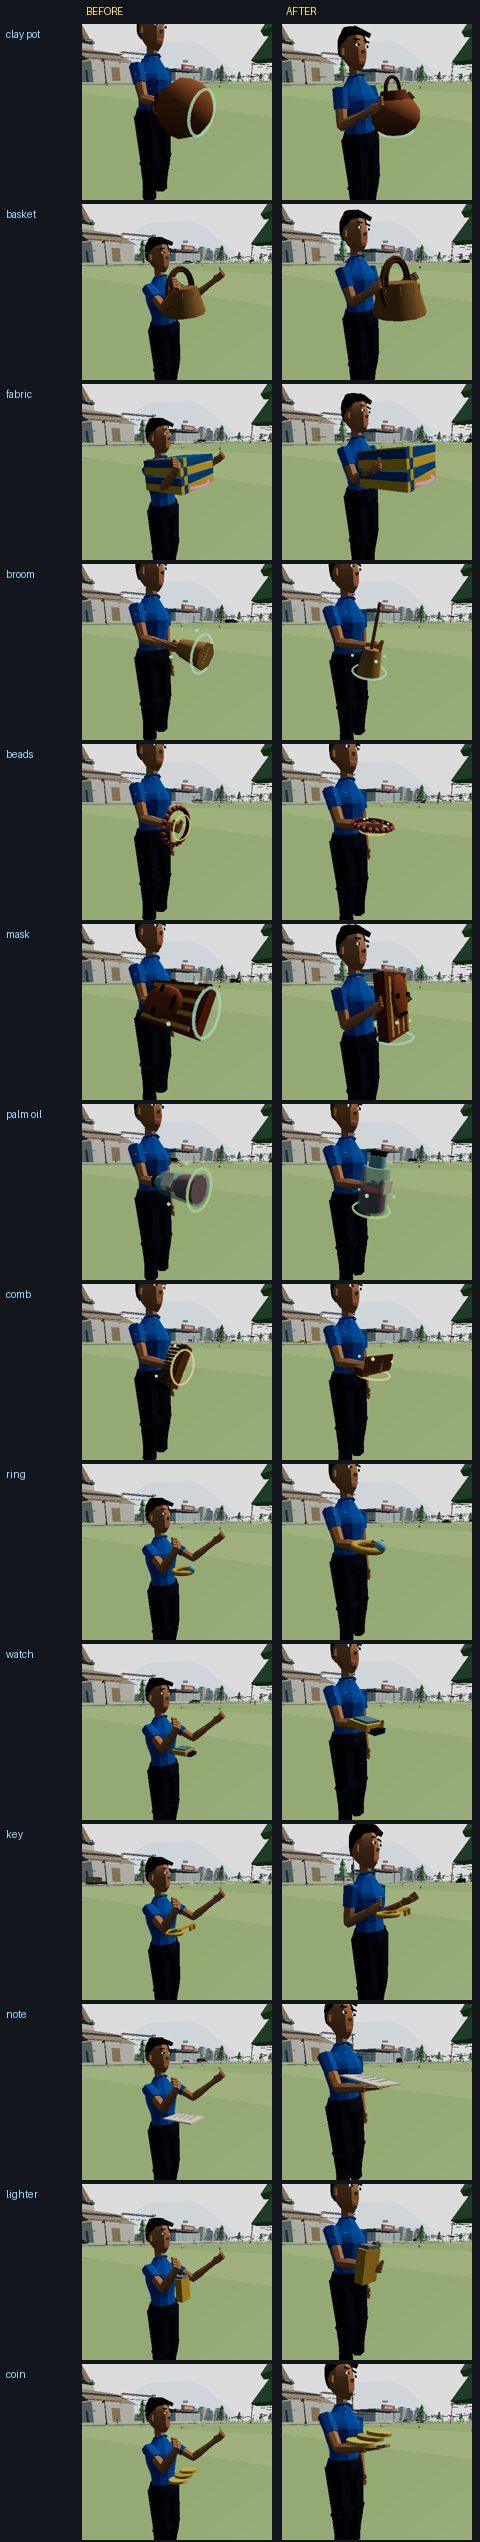 BEFORE AFTER
clay pot
basket
fabric
broom
beads
mask
palm oil
comb
ring
watch
key
note
lighter
coin